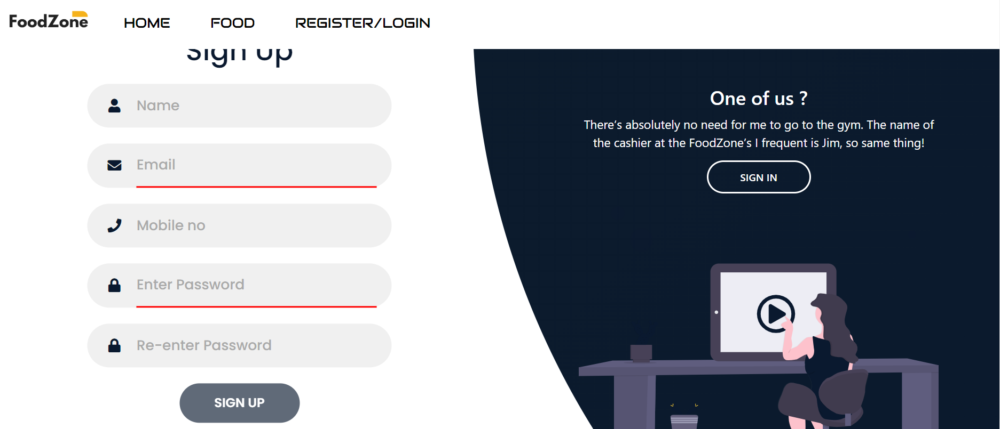 FoodZone
HOME FOOD REGISTER/LOGIN
Sign up
Name
Email
Mobile no
Enter Password
Re-enter Password
SIGN UP
One of us ?
There’s absolutely no need for me to go to the gym. The name of
the cashier at the FoodZone’s I frequent is Jim, so same thing!
SIGN IN